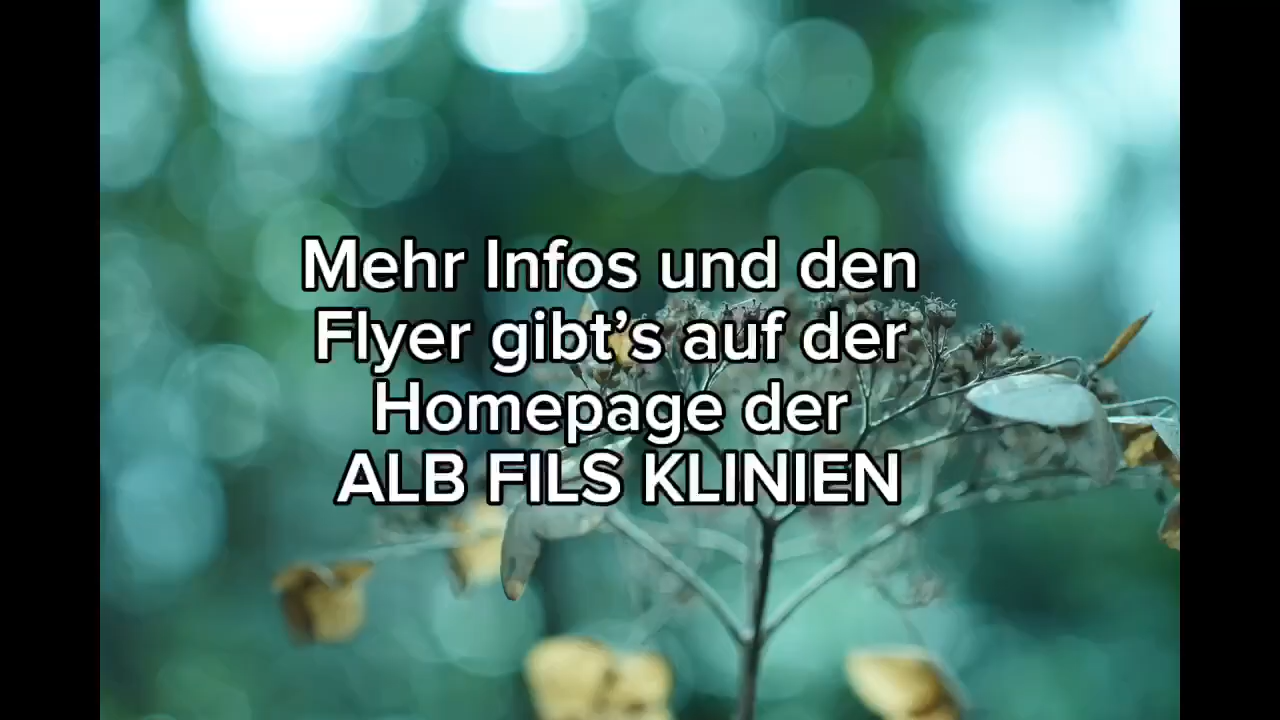 Mehr Infos und den
Flyer gibt’s auf der
Homepage der
ALB FILS KLINIEN